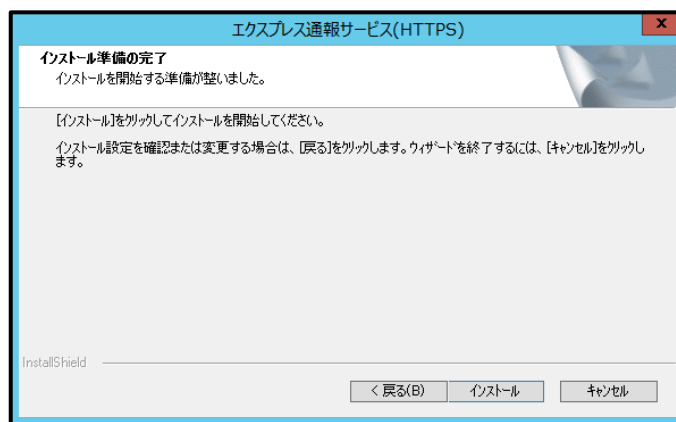 エクスプレス通報サービス(HTTPS)
x
インストール準備の完了
インストールを開始する準備が整いました。
[インストール]をクリックしてインストールを開始してください。
インストール設定を確認または変更する場合は、[戻る]をクリックします。ウィザードを終了するには、[キャンセル]をクリックし
ます。
InstallShield
< 戻る(B)
インストール
キャンセル